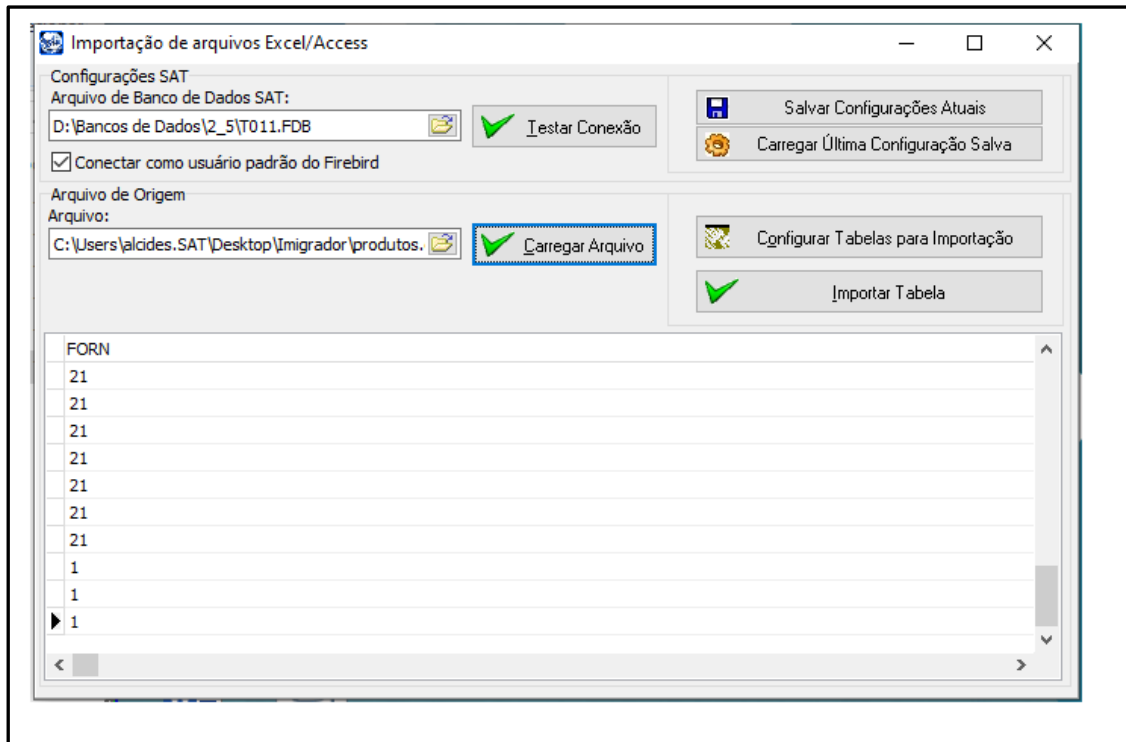 Importação de arquivos Excel/Access
Configurações SAT
Arquivo de Banco de Dados SAT:
D:\Bancos de Dados\2_5\T011.FDB
Testar Conexão
Conectar como usuário padrão do Firebird
Salvar Configurações Atuais
Carregar Última Configuração Salva
Arquivo de Origem
Arquivo:
C:\Users\alcides.SAT\Desktop\Imigrador\produtos.
Carregar Arquivo
Configurar Tabelas para Importação
Importar Tabela
FORN
21
21
21
21
21
21
21
1
1
1